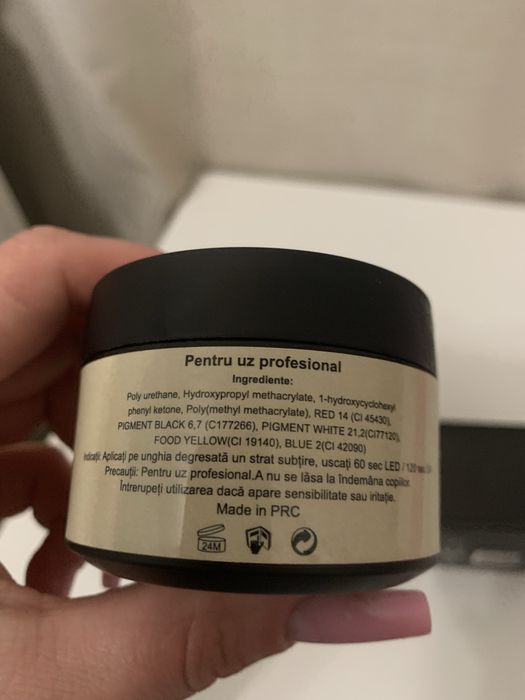 Pentru uz profesional
Ingrediente:
Poly urethane, Hydroxypropyl methacrylate, 1-hydroxycyclohexyl
phenyl ketone, Poly(methyl methacrylate), RED 14 (CI 45430),
PIGMENT BLACK 6,7 (C177266), PIGMENT WHITE 21,2(CI77120),
FOOD YELLOW(CI 19140), BLUE 2(CI 42090)
Indicații: Aplicați pe unghia degresată un strat subțire, uscați 60 sec LED / 120 sec
Precauții: Pentru uz profesional.A nu se lăsa la îndemâna copiilor.
Întrerupeți utilizarea dacă apare sensibilitate sau iritație.
Made in PRC
24M